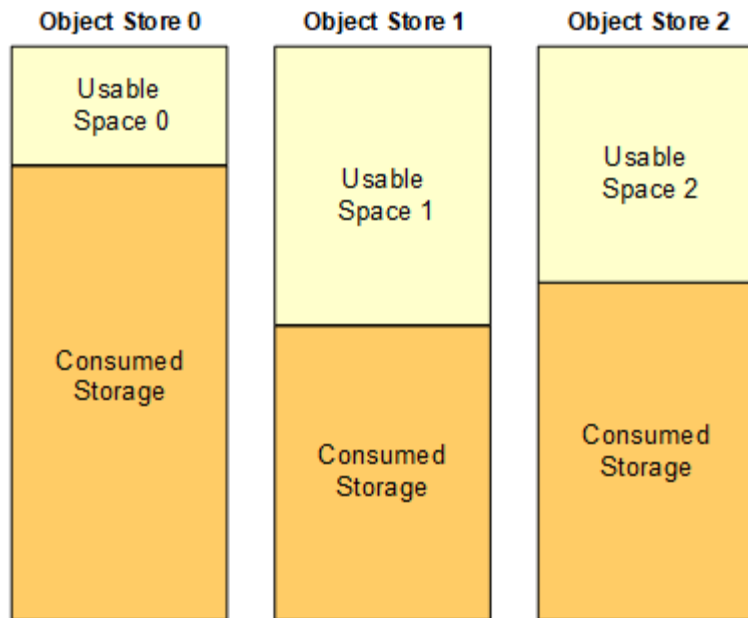 Object Store 0
Object Store 1
Object Store 2
Usable
Space 0
Usable
Space 1
Usable
Space 2
Consumed
Storage
Consumed
Storage
Consumed
Storage